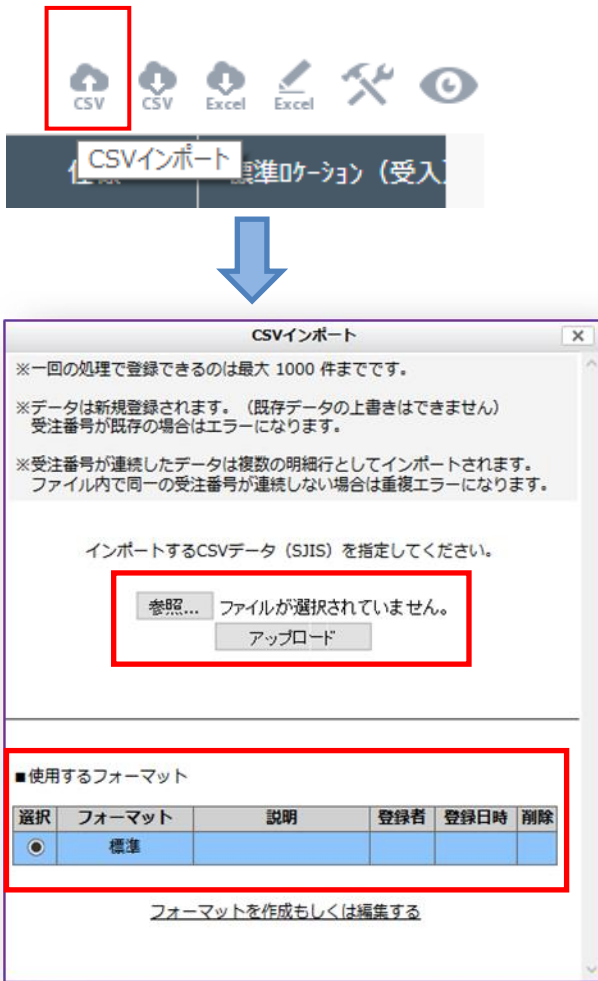 CSV CSV Excel Excel
CSVインポート
準ﾛｹｰｼｮﾝ（受入
CSVインポート
※一回の処理で登録できるのは最大 1000 件までです。
※データは新規登録されます。（既存データの上書きはできません）
受注番号が既存の場合はエラーになります。
※受注番号が連続したデータは複数の明細行としてインポートされます。
ファイル内で同一の受注番号が連続しない場合は重複エラーになります。
インポートするCSVデータ（SJIS）を指定してください。
参照... ファイルが選択されていません。
アップロード
■使用するフォーマット
選択 フォーマット 説明 登録者 登録日時 削除
標準
フォーマットを作成もしくは編集する